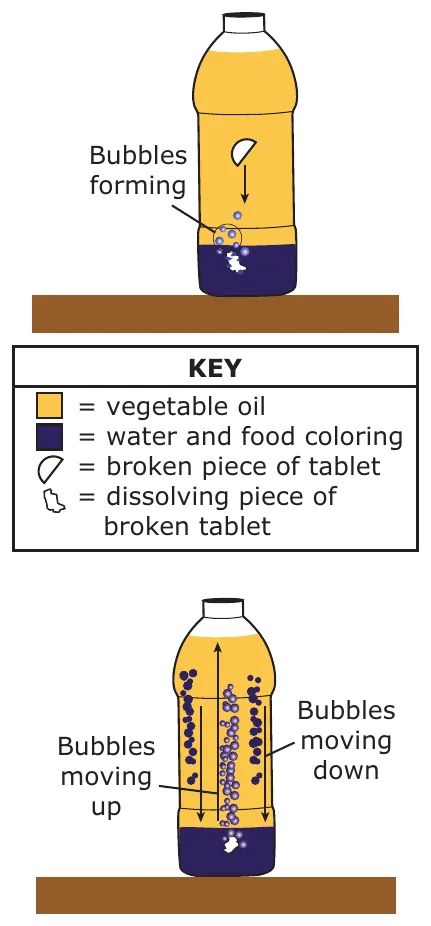 Bubbles
forming
KEY
= vegetable oil
= water and food coloring
= broken piece of tablet
= dissolving piece of
broken tablet
Bubbles
moving
up
Bubbles
moving
down